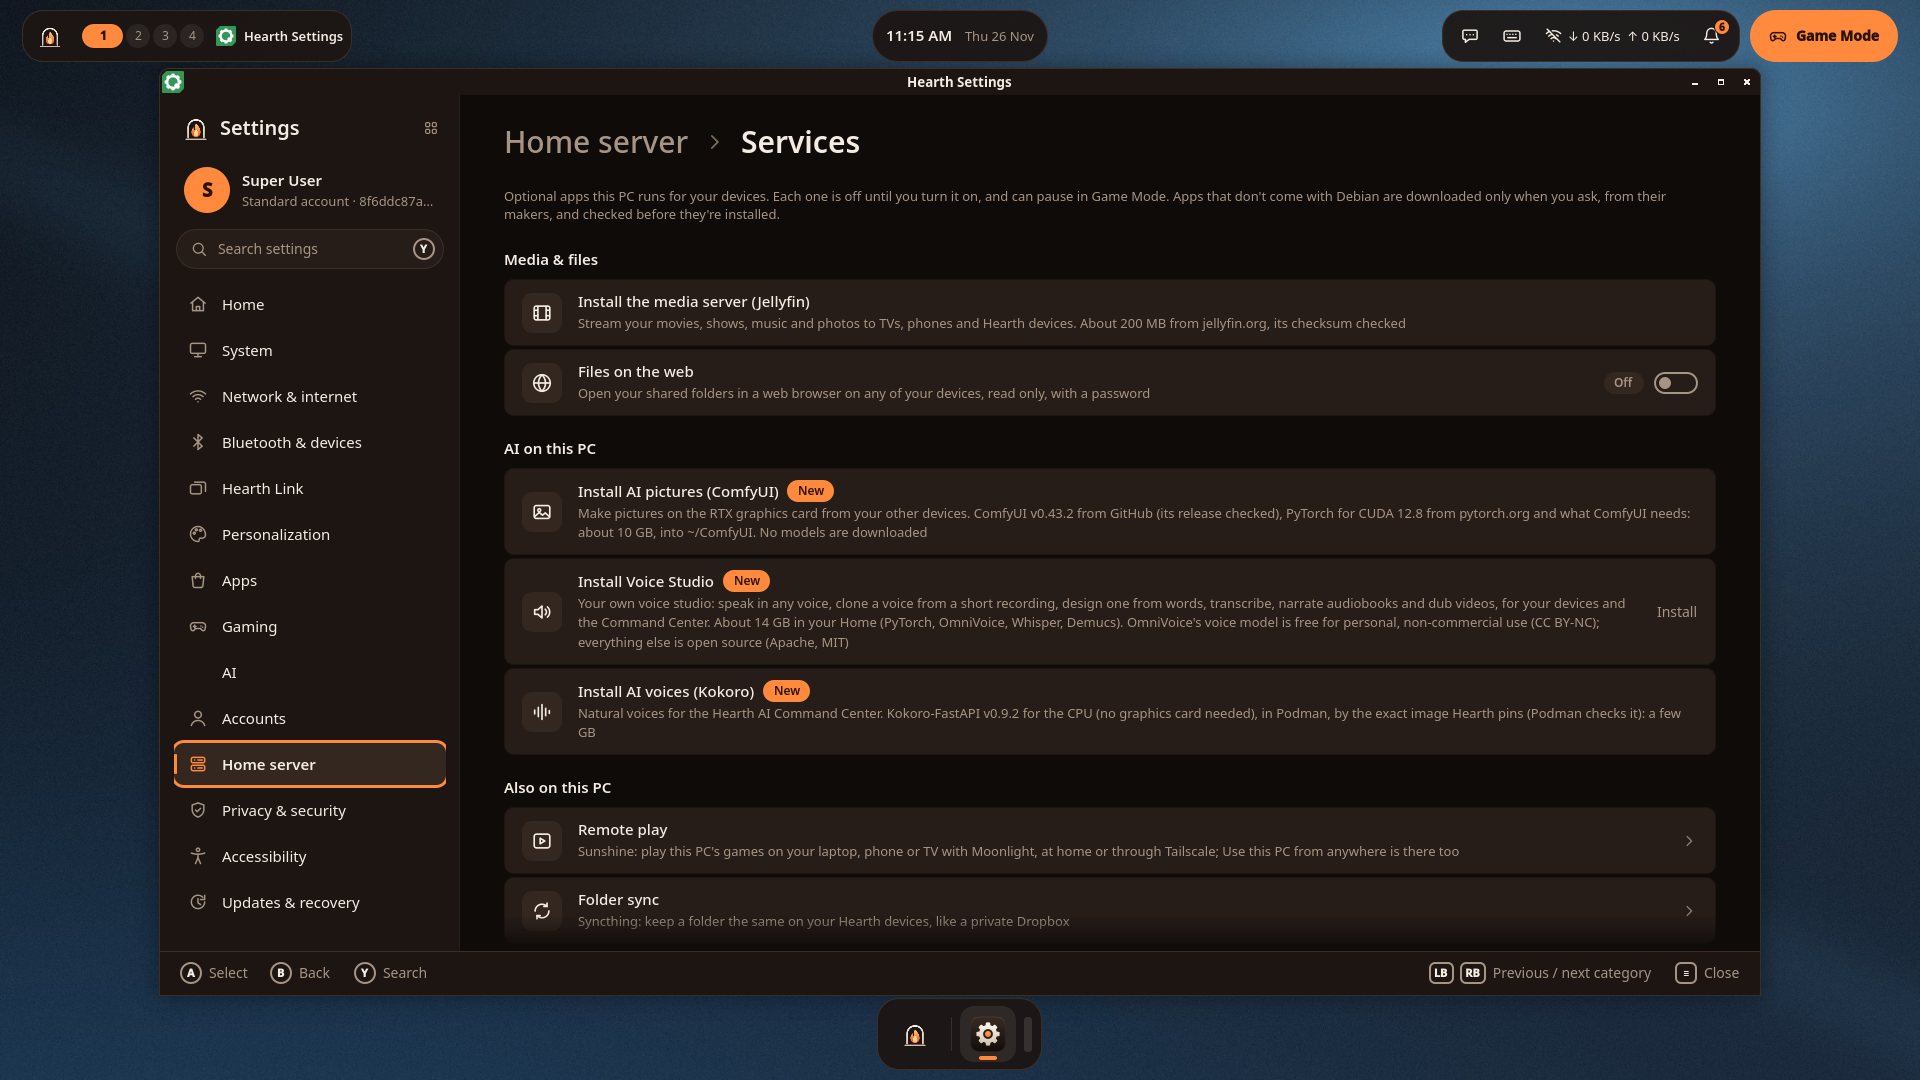 1 2 3 4 Hearth Settings
11:15 AM Thu 26 Nov
↓ 0 KB/s ↑ 0 KB/s 6
Game Mode
Hearth Settings
Settings
S
Super User
Standard account · 8f6ddc87a...
Search settings Y
Home
System
Network & internet
Bluetooth & devices
Hearth Link
Personalization
Apps
Gaming
AI
Accounts
Home server
Privacy & security
Accessibility
Updates & recovery
Home server > Services
Optional apps this PC runs for your devices. Each one is off until you turn it on, and can pause in Game Mode. Apps that don't come with Debian are downloaded only when you ask, from their
makers, and checked before they're installed.
Media & files
Install the media server (Jellyfin)
Stream your movies, shows, music and photos to TVs, phones and Hearth devices. About 200 MB from jellyfin.org, its checksum checked
Files on the web
Open your shared folders in a web browser on any of your devices, read only, with a password
Off
AI on this PC
Install AI pictures (ComfyUI) New
Make pictures on the RTX graphics card from your other devices. ComfyUI v0.43.2 from GitHub (its release checked), PyTorch for CUDA 12.8 from pytorch.org and what ComfyUI needs:
about 10 GB, into ~/ComfyUI. No models are downloaded
Install Voice Studio New
Your own voice studio: speak in any voice, clone a voice from a short recording, design one from words, transcribe, narrate audiobooks and dub videos, for your devices and
the Command Center. About 14 GB in your Home (PyTorch, OmniVoice, Whisper, Demucs). OmniVoice's voice model is free for personal, non-commercial use (CC BY-NC);
everything else is open source (Apache, MIT)
Install
Install AI voices (Kokoro) New
Natural voices for the Hearth AI Command Center. Kokoro-FastAPI v0.9.2 for the CPU (no graphics card needed), in Podman, by the exact image Hearth pins (Podman checks it): a few
GB
Also on this PC
Remote play
Sunshine: play this PC's games on your laptop, phone or TV with Moonlight, at home or through Tailscale; Use this PC from anywhere is there too
Folder sync
Syncthing: keep a folder the same on your Hearth devices, like a private Dropbox
A Select B Back Y Search
LB RB Previous / next category ≡ Close